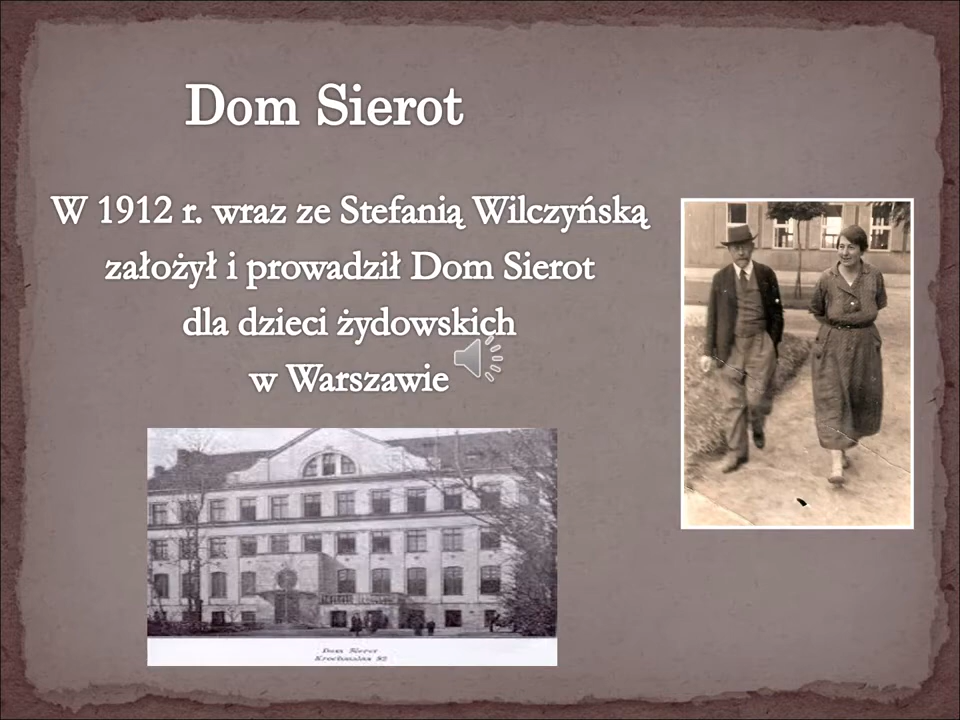 Dom Sierot
W 1912 r. wraz ze Stefanią Wilczyńską
założył i prowadził Dom Sierot
dla dzieci żydowskich
w Warszawie
Dom Sierot
Krochmalna 92